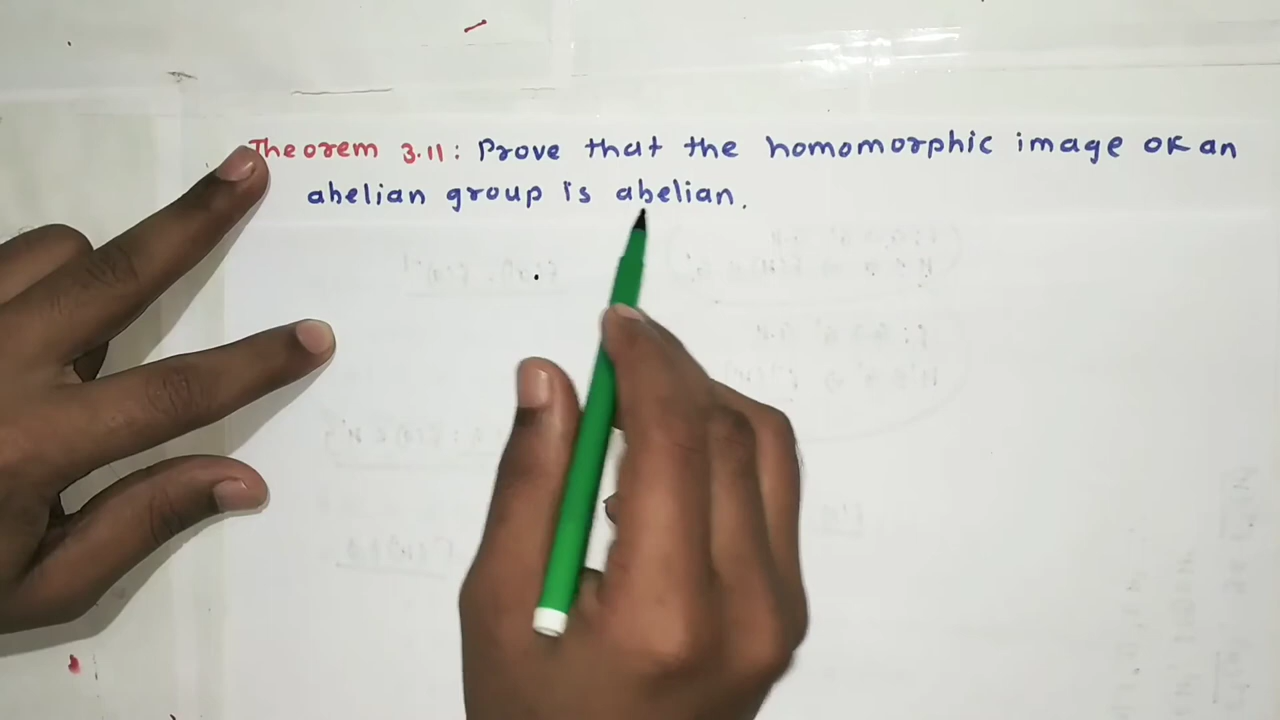 Theorem 3.11: Prove that the homomorphic image of an
abelian group is abelian.